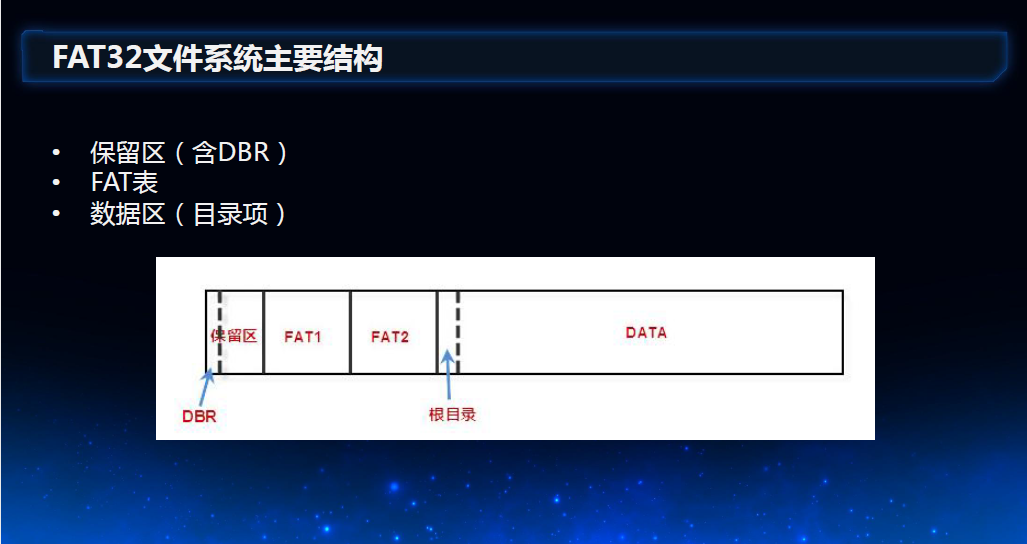 FAT32文件系统主要结构
• 保留区（含DBR）
• FAT表
• 数据区（目录项）
保留区 FAT1 FAT2 DATA
DBR 根目录